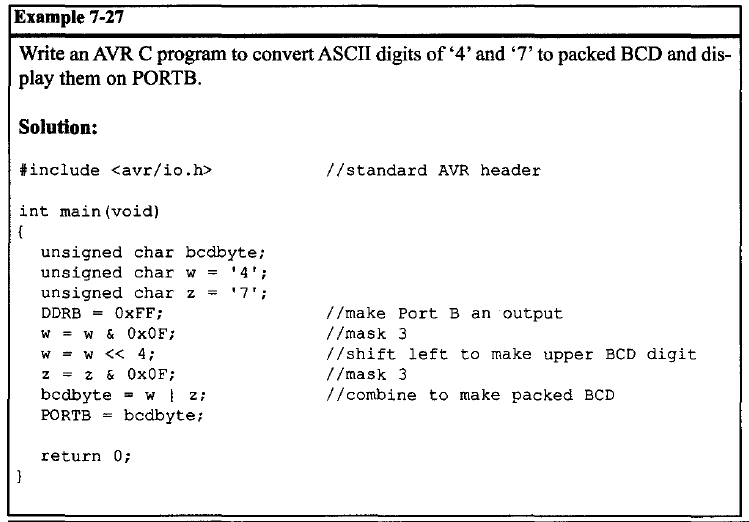 Example 7-27
Write an AVR C program to convert ASCII digits of ‘4’ and ‘7’ to packed BCD and dis-
play them on PORTB.
Solution:
#include <avr/io.h> //standard AVR header
int main(void)
{
unsigned char bcdbyte;
unsigned char w = '4';
unsigned char z = '7';
DDRB = 0xFF; //make Port B an output
w = w & 0x0F; //mask 3
w = w << 4; //shift left to make upper BCD digit
z = z & 0x0F; //mask 3
bcdbyte = w | z; //combine to make packed BCD
PORTB = bcdbyte;
return 0;
}